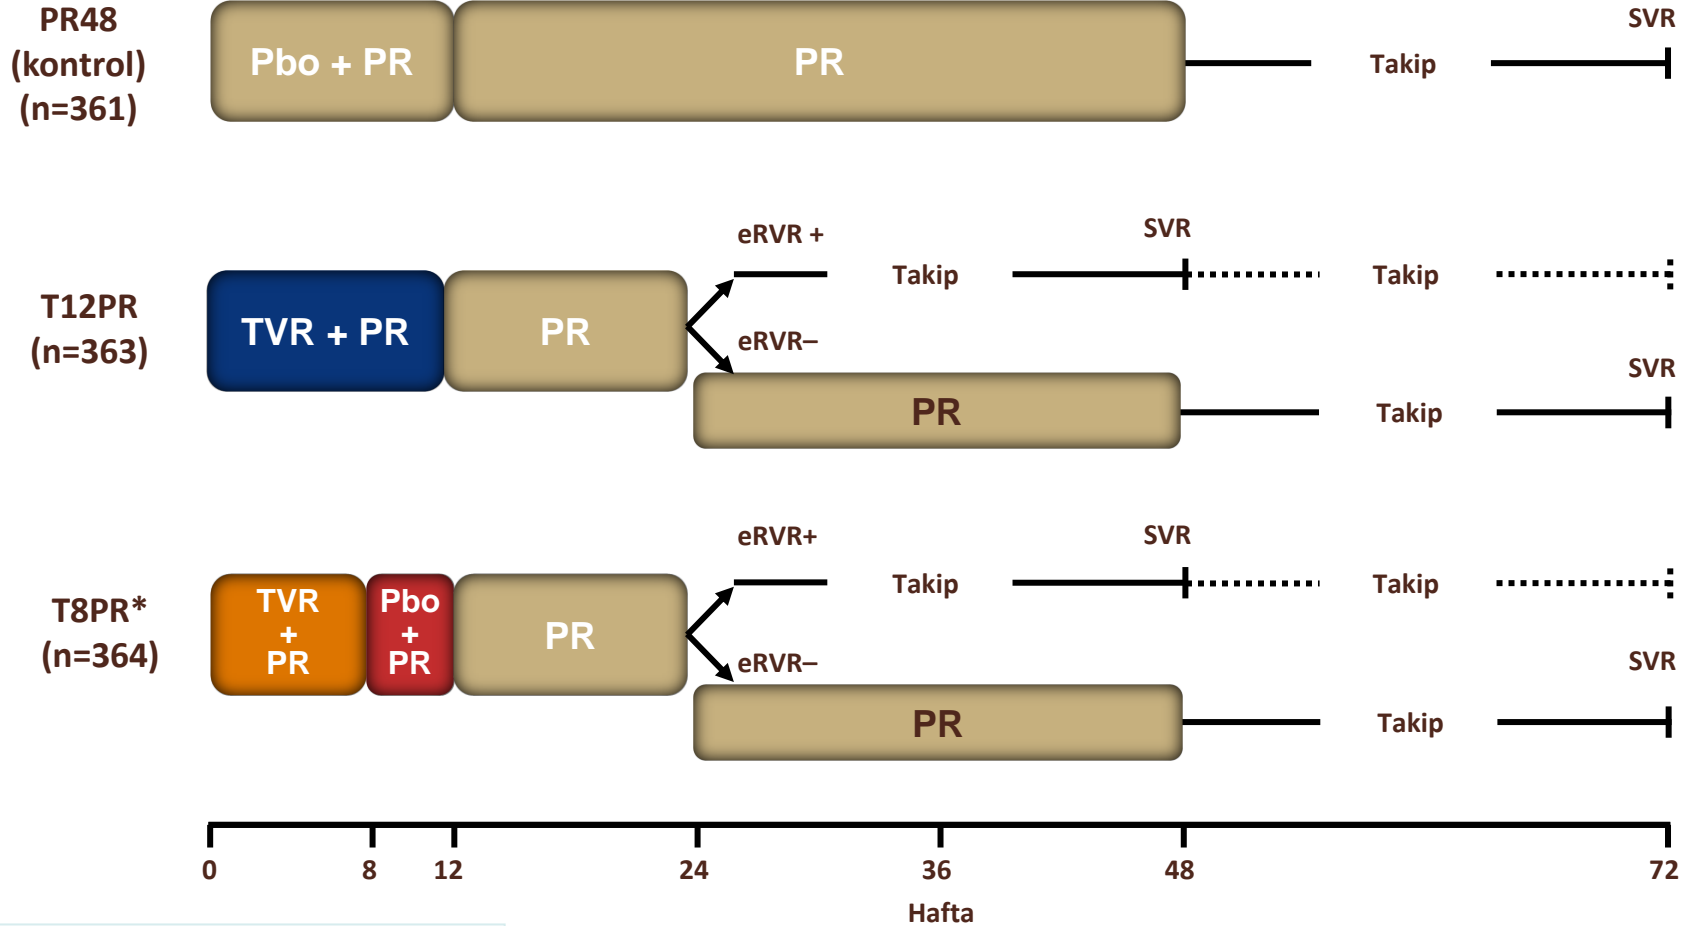 PR48
(kontrol)
(n=361)
Pbo + PR
PR
Takip
SVR
T12PR
(n=363)
TVR + PR
PR
eRVR +
Takip
SVR
Takip
eRVR–
PR
Takip
SVR
T8PR*
(n=364)
TVR
+
PR
Pbo
+
PR
PR
eRVR+
Takip
SVR
Takip
eRVR–
PR
Takip
SVR
0 8 12 24 36 48 72
Hafta